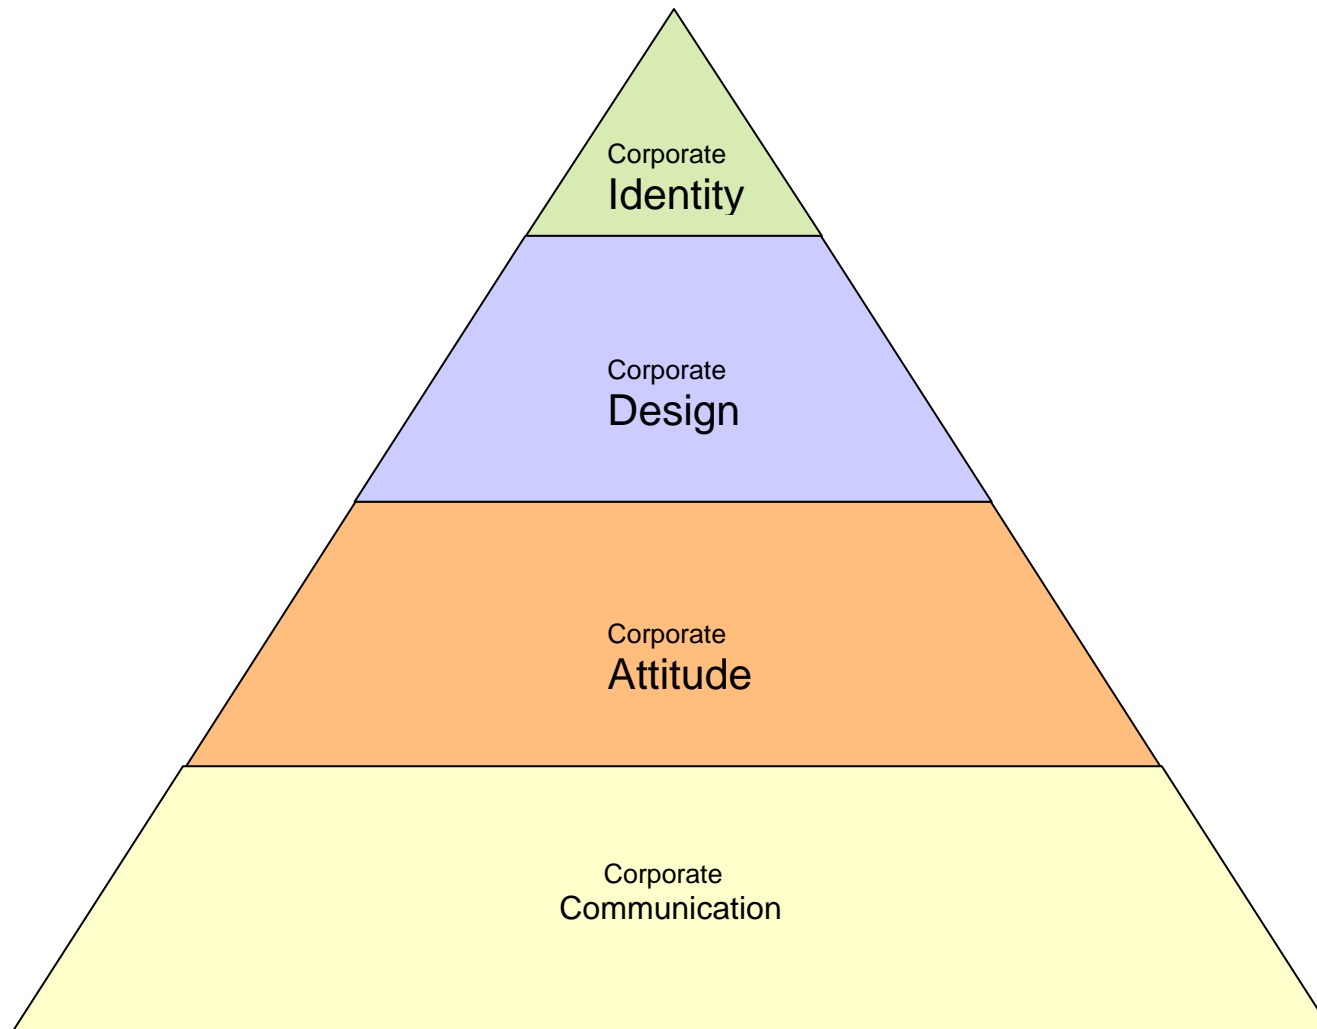 Corporate
Identity
Corporate
Design
Corporate
Attitude
Corporate
Communication